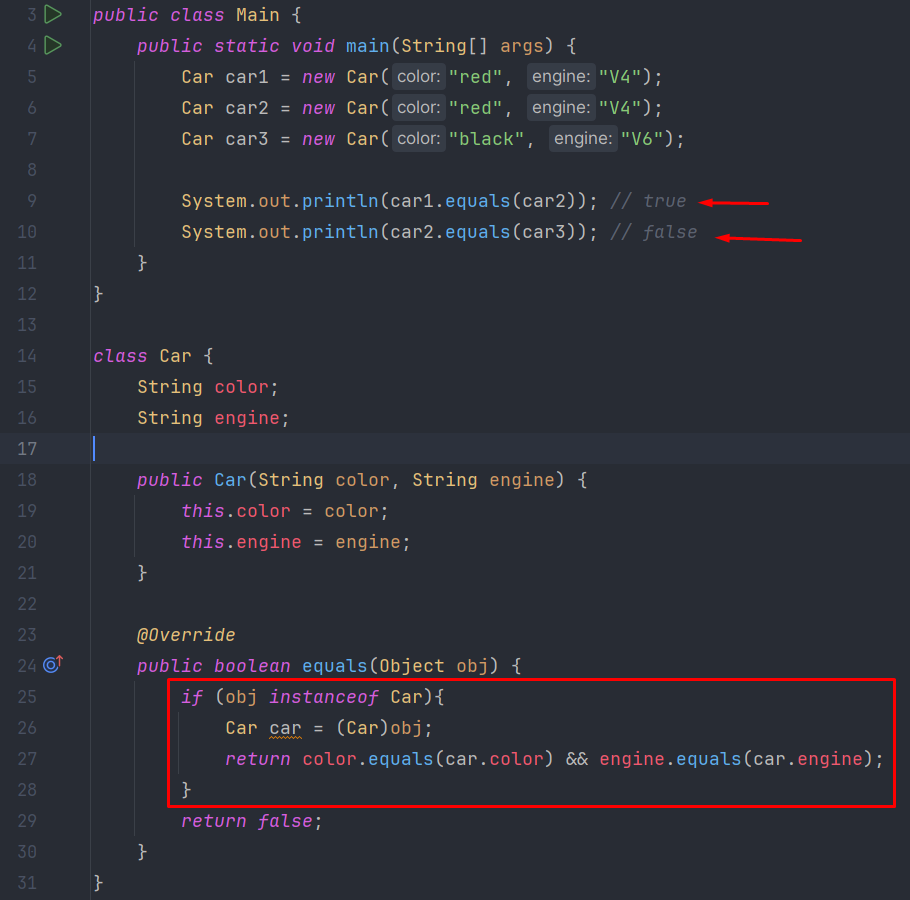 3 public class Main {
4 public static void main(String[] args) {
5 Car car1 = new Car( color: "red", engine: "V4");
6 Car car2 = new Car( color: "red", engine: "V4");
7 Car car3 = new Car( color: "black", engine: "V6");
8
9 System.out.println(car1.equals(car2)); // true
10 System.out.println(car2.equals(car3)); // false
11 }
12 }
13
14 class Car {
15 String color;
16 String engine;
17
18 public Car(String color, String engine) {
19 this.color = color;
20 this.engine = engine;
21 }
22
23 @Override
24 public boolean equals(Object obj) {
25 if (obj instanceof Car){
26 Car car = (Car)obj;
27 return color.equals(car.color) && engine.equals(car.engine);
28 }
29 return false;
30 }
31 }